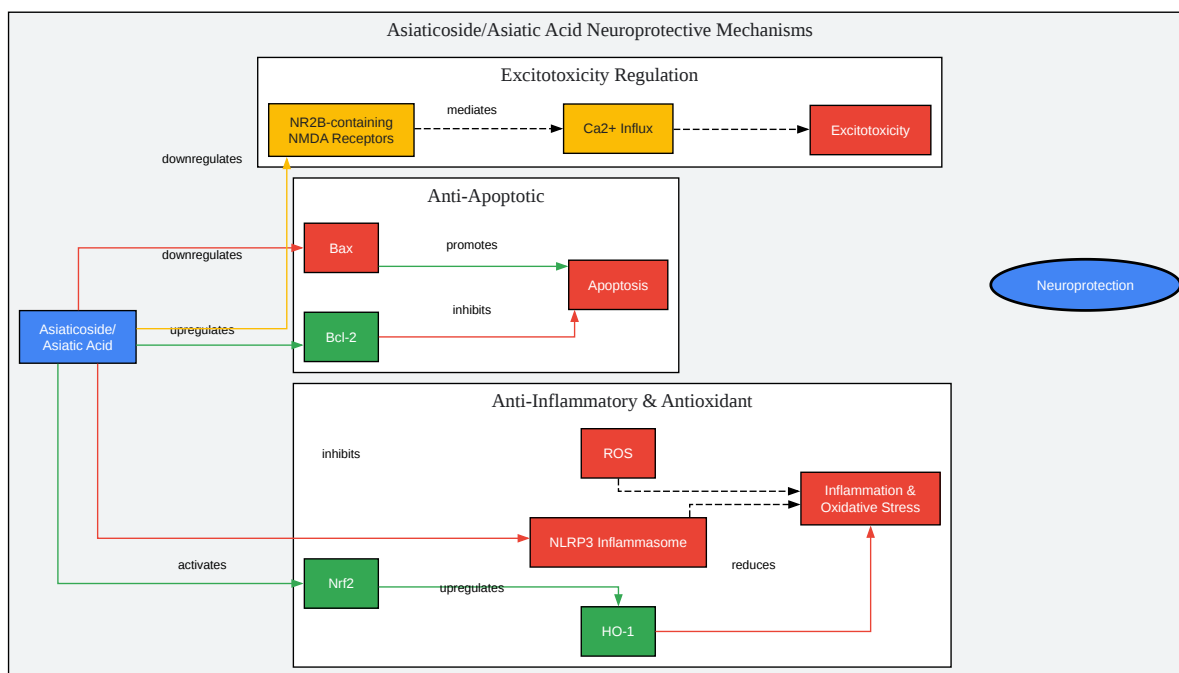 Asiaticoside/Asiatic Acid Neuroprotective Mechanisms
Excitotoxicity Regulation
NR2B-containing
NMDA Receptors
mediates
Ca2+ Influx
Excitotoxicity
downregulates
Anti-Apoptotic
Bax
promotes
downregulates
Apoptosis
Neuroprotection
Asiaticoside/
Asiatic Acid
upregulates
Bcl-2
inhibits
Anti-Inflammatory & Antioxidant
inhibits
ROS
Inflammation &
Oxidative Stress
NLRP3 Inflammasome
activates
Nrf2
upregulates
reduces
HO-1